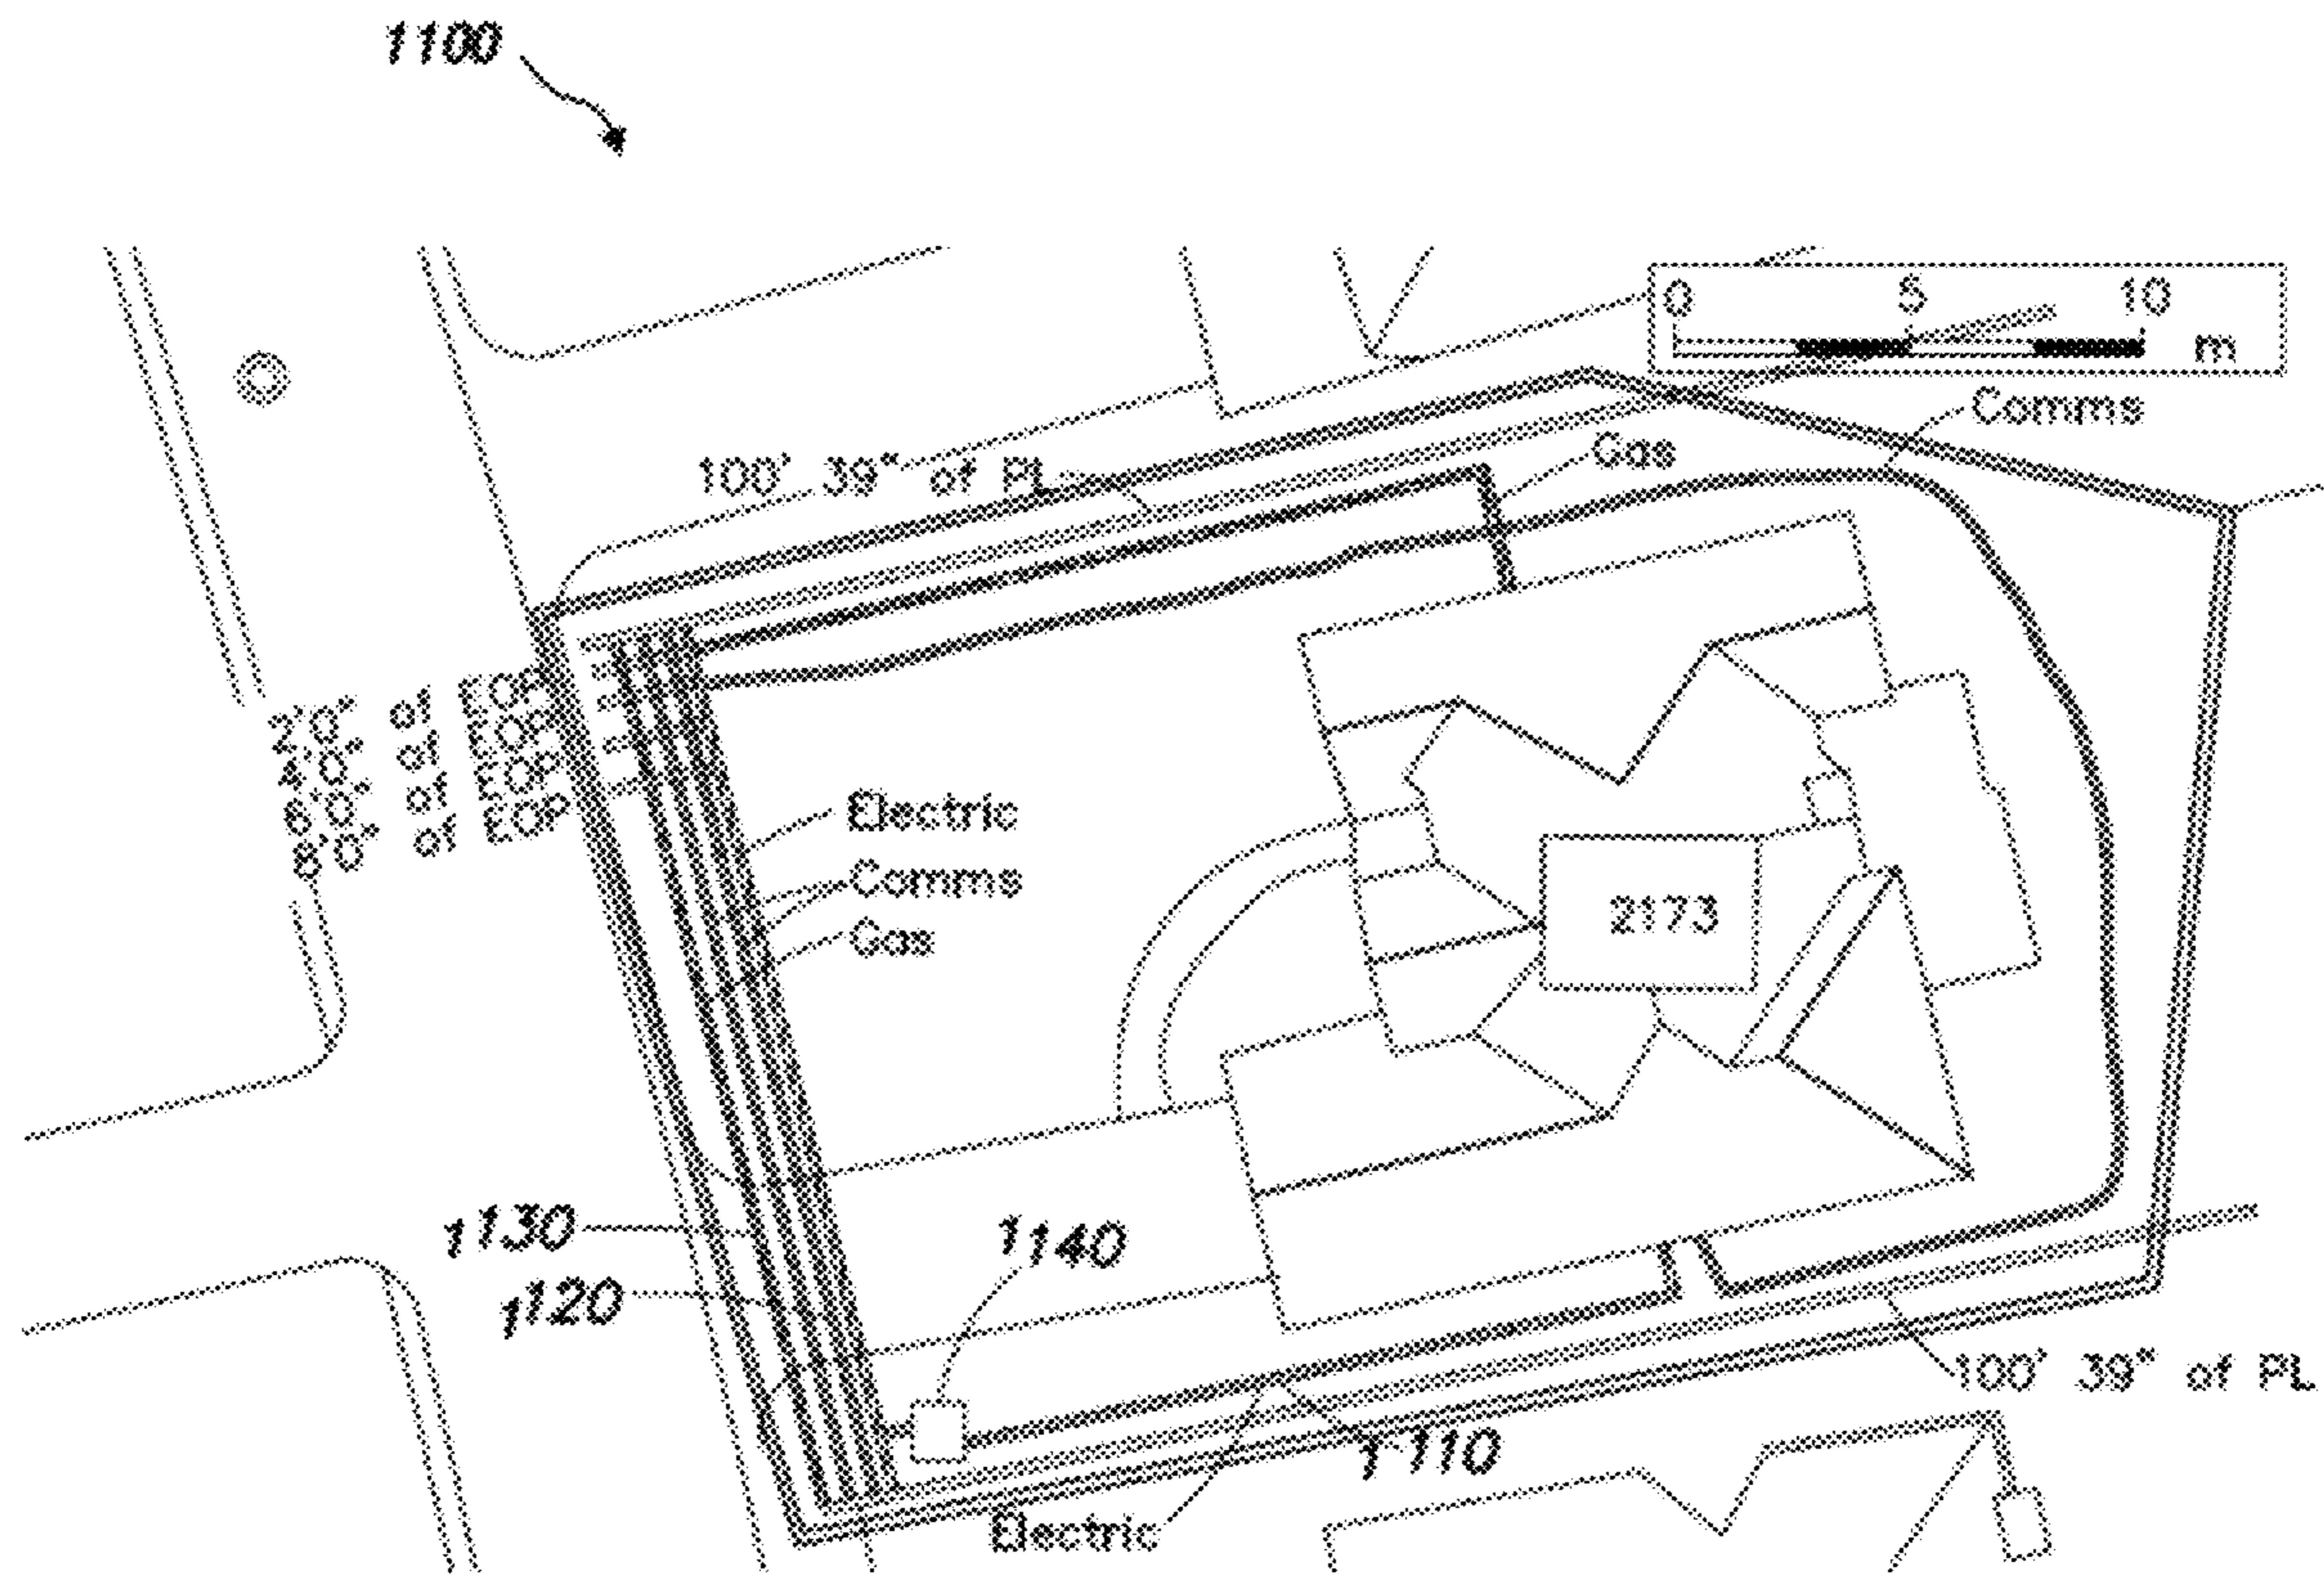 1100
0 5 10
m
Comms
Gas
100' 39" of PL
2'0" of EOP
4'0" of EOP
6'0" of EOP
8'0" of EOP
Electric
Comms
Gas
2173
1130
1140
1120
100' 39" of PL
1110
Electric